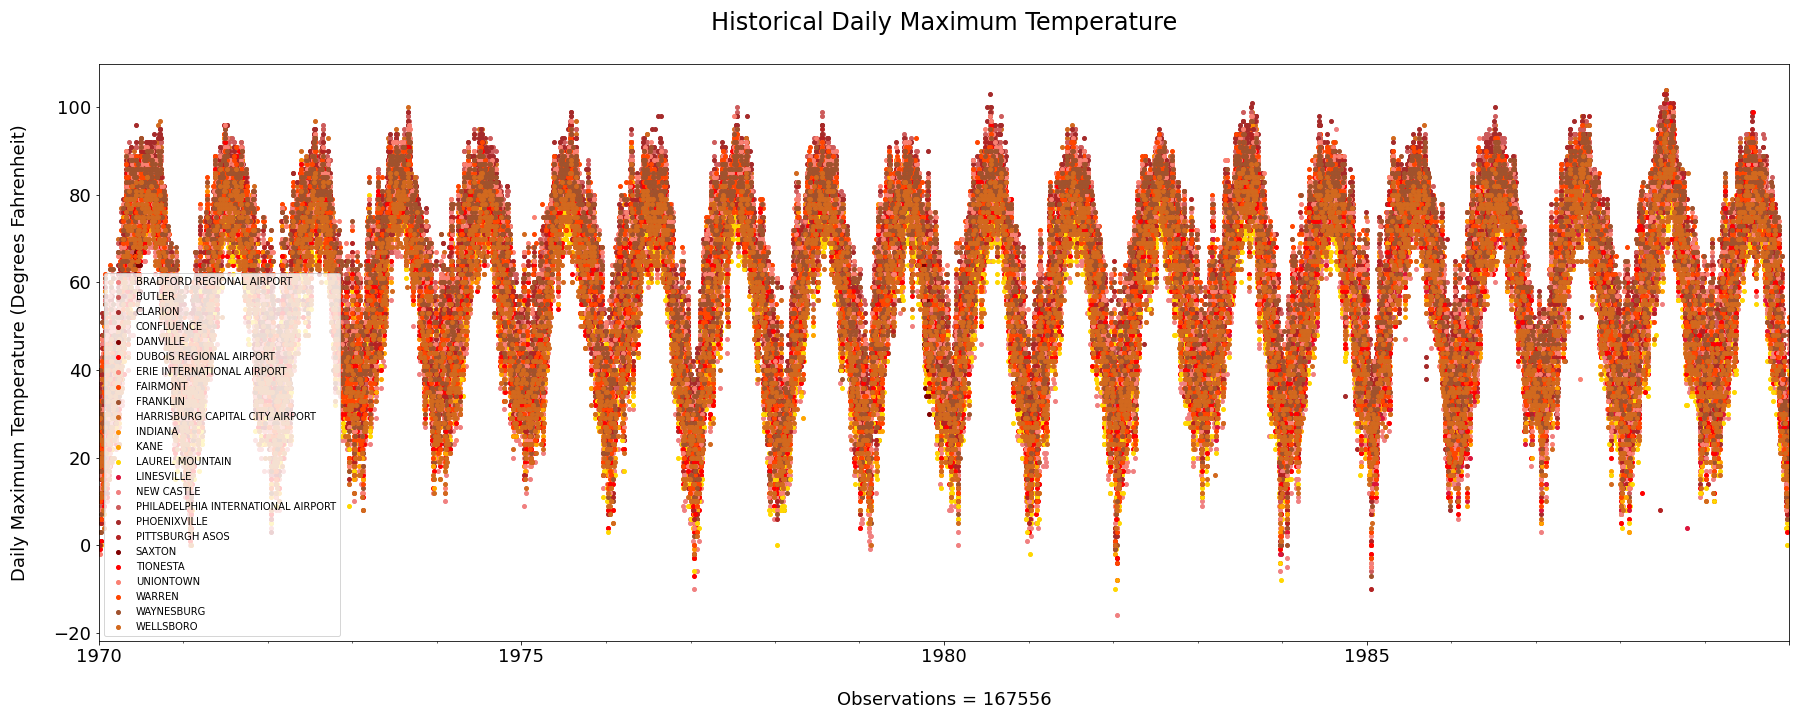 Historical Daily Maximum Temperature
Daily Maximum Temperature (Degrees Fahrenheit)
100
80
60
40
20
0
−20
BRADFORD REGIONAL AIRPORT
BUTLER
CLARION
CONFLUENCE
DANVILLE
DUBOIS REGIONAL AIRPORT
ERIE INTERNATIONAL AIRPORT
FAIRMONT
FRANKLIN
HARRISBURG CAPITAL CITY AIRPORT
INDIANA
KANE
LAUREL MOUNTAIN
LINESVILLE
NEW CASTLE
PHILADELPHIA INTERNATIONAL AIRPORT
PHOENIXVILLE
PITTSBURGH ASOS
SAXTON
TIONESTA
UNIONTOWN
WARREN
WAYNESBURG
WELLSBORO
1970 1975 1980 1985
Observations = 167556